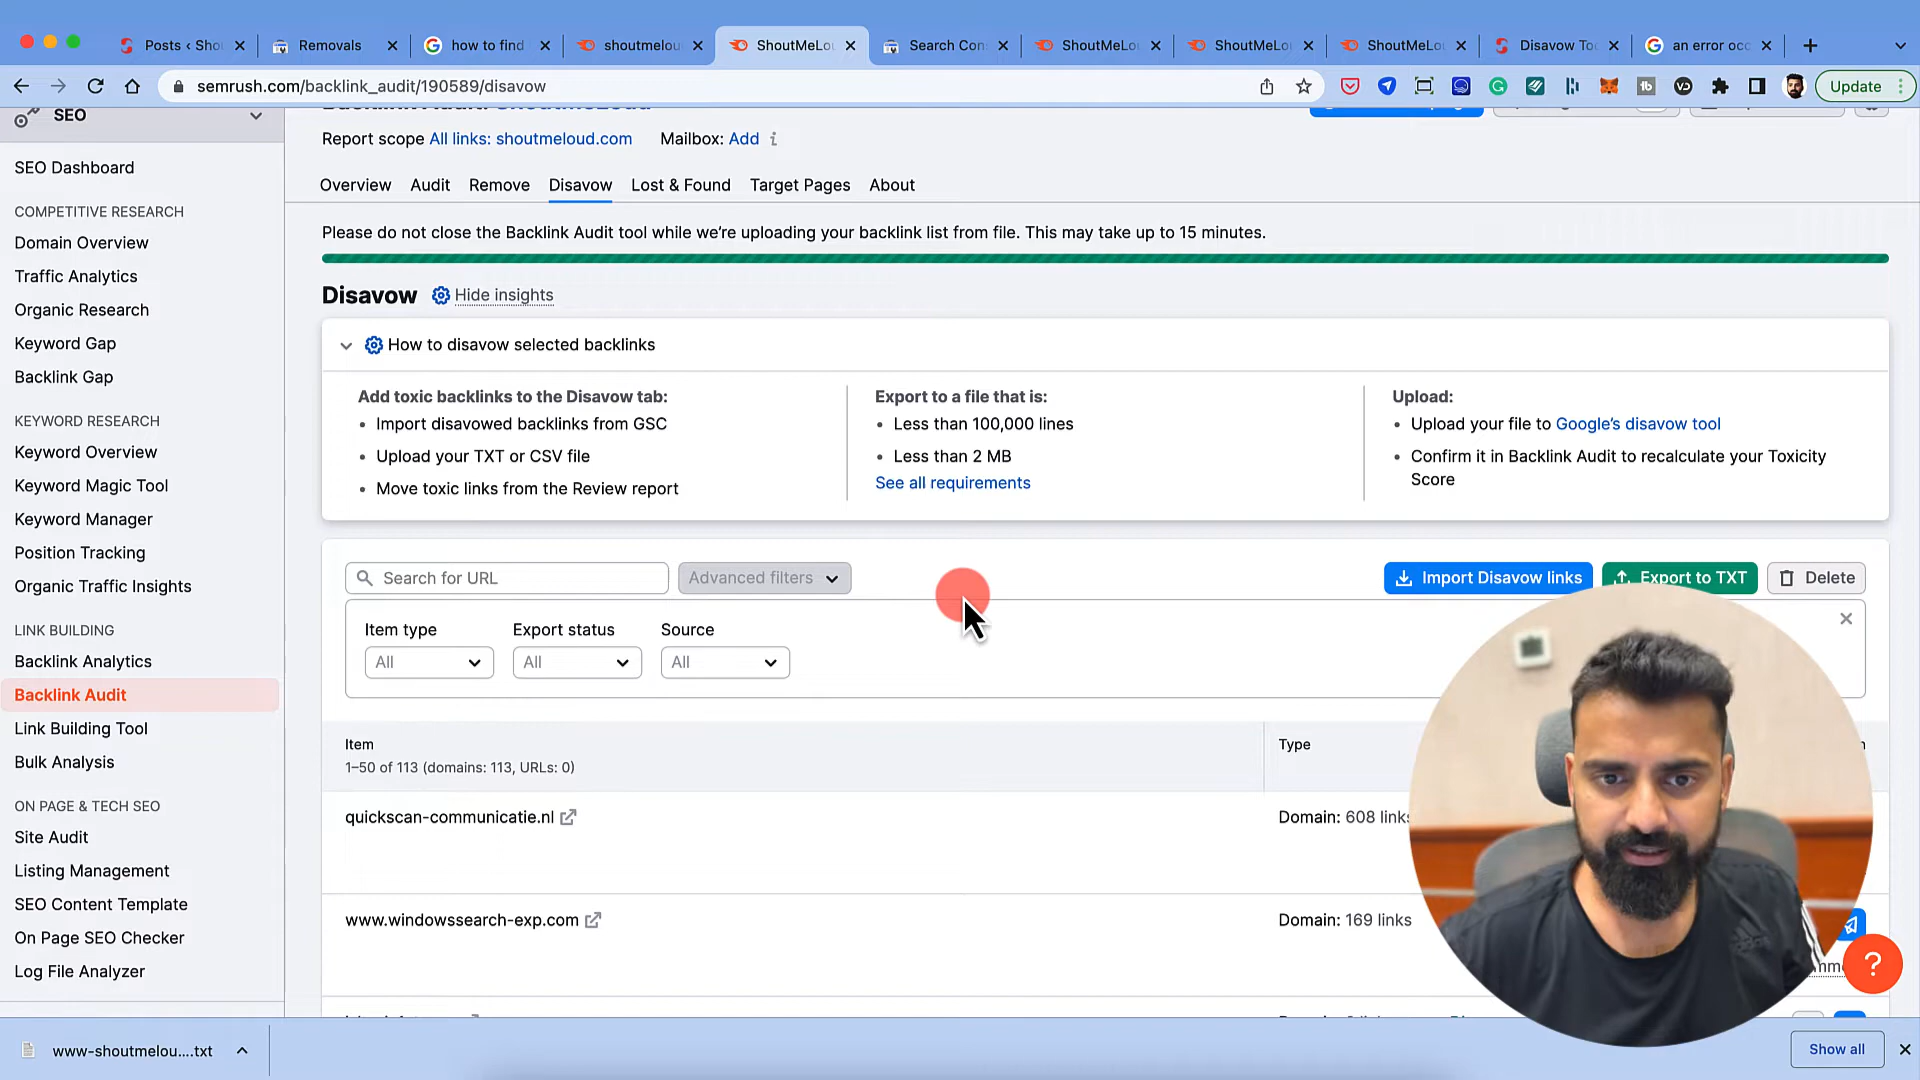 Posts ‹ Sho
Removals
how to find
shoutmelou
ShoutMeLou
Search Con
ShoutMeLo
ShoutMeLo
ShoutMeLo
Disavow Too
an error occ
semrush.com/backlink_audit/190589/disavow
Update
SEO
Report scope All links: shoutmeloud.com Mailbox: Add i
SEO Dashboard
Overview Audit Remove Disavow Lost & Found Target Pages About
COMPETITIVE RESEARCH
Domain Overview
Traffic Analytics
Organic Research
Keyword Gap
Backlink Gap
KEYWORD RESEARCH
Keyword Overview
Keyword Magic Tool
Keyword Manager
Position Tracking
Organic Traffic Insights
LINK BUILDING
Backlink Analytics
Backlink Audit
Link Building Tool
Bulk Analysis
ON PAGE & TECH SEO
Site Audit
Listing Management
SEO Content Template
On Page SEO Checker
Log File Analyzer
Please do not close the Backlink Audit tool while we’re uploading your backlink list from file. This may take up to 15 minutes.
Disavow Hide insights
How to disavow selected backlinks
Add toxic backlinks to the Disavow tab:
• Import disavowed backlinks from GSC
• Upload your TXT or CSV file
• Move toxic links from the Review report
Export to a file that is:
• Less than 100,000 lines
• Less than 2 MB
See all requirements
Upload:
• Upload your file to Google’s disavow tool
• Confirm it in Backlink Audit to recalculate your Toxicity
Score
Search for URL
Advanced filters
Import Disavow links
Export to TXT
Delete
Item type Export status Source
All All All
Item Type
1–50 of 113 (domains: 113, URLs: 0)
quickscan-communicatie.nl Domain: 608 links
www.windowssearch-exp.com Domain: 169 links
?
www-shoutmelou....txt
Show all